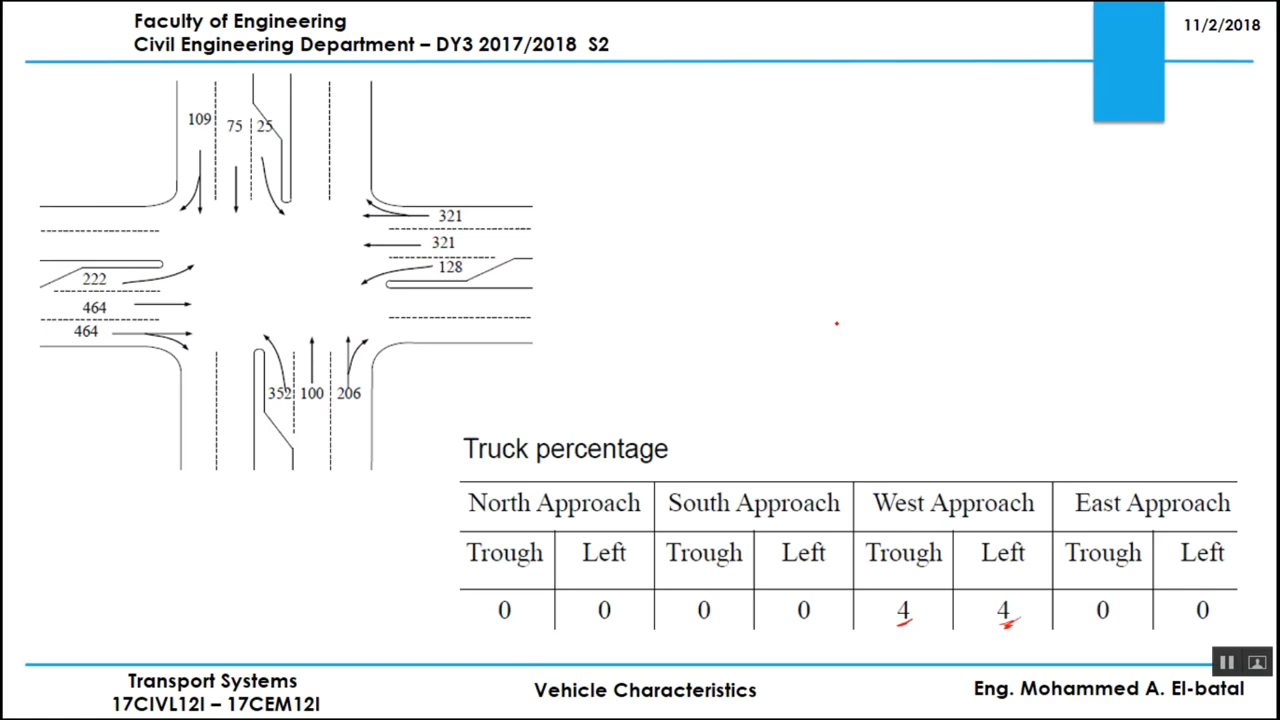 Faculty of Engineering
Civil Engineering Department – DY3 2017/2018 S2
11/2/2018
109 75 25
321
321
128
222
464
464
352 100 206
Truck percentage
North Approach South Approach West Approach East Approach
Trough Left Trough Left Trough Left Trough Left
0 0 0 0 4 4 0 0
Transport Systems
17CIVL12I – 17CEM12I
Vehicle Characteristics
Eng. Mohammed A. El-batal